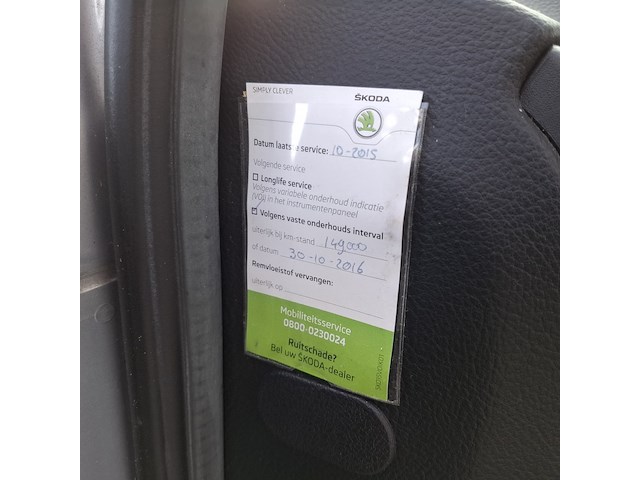 SIMPLY CLEVER
ŠKODA
Datum laatste service: 10-2015
Volgende service
☐ Longlife service
Volgens variabele onderhoud indicatie
(VOI) in het instrumentenpaneel
☑ Volgens vaste onderhouds interval
uiterlijk bij km-stand 149000
of datum 30-10-2016
Remvloeistof vervangen:
uiterlijk op
Mobiliteitsservice
0800-0230024
Ruitschade?
Bel uw ŠKODA-dealer